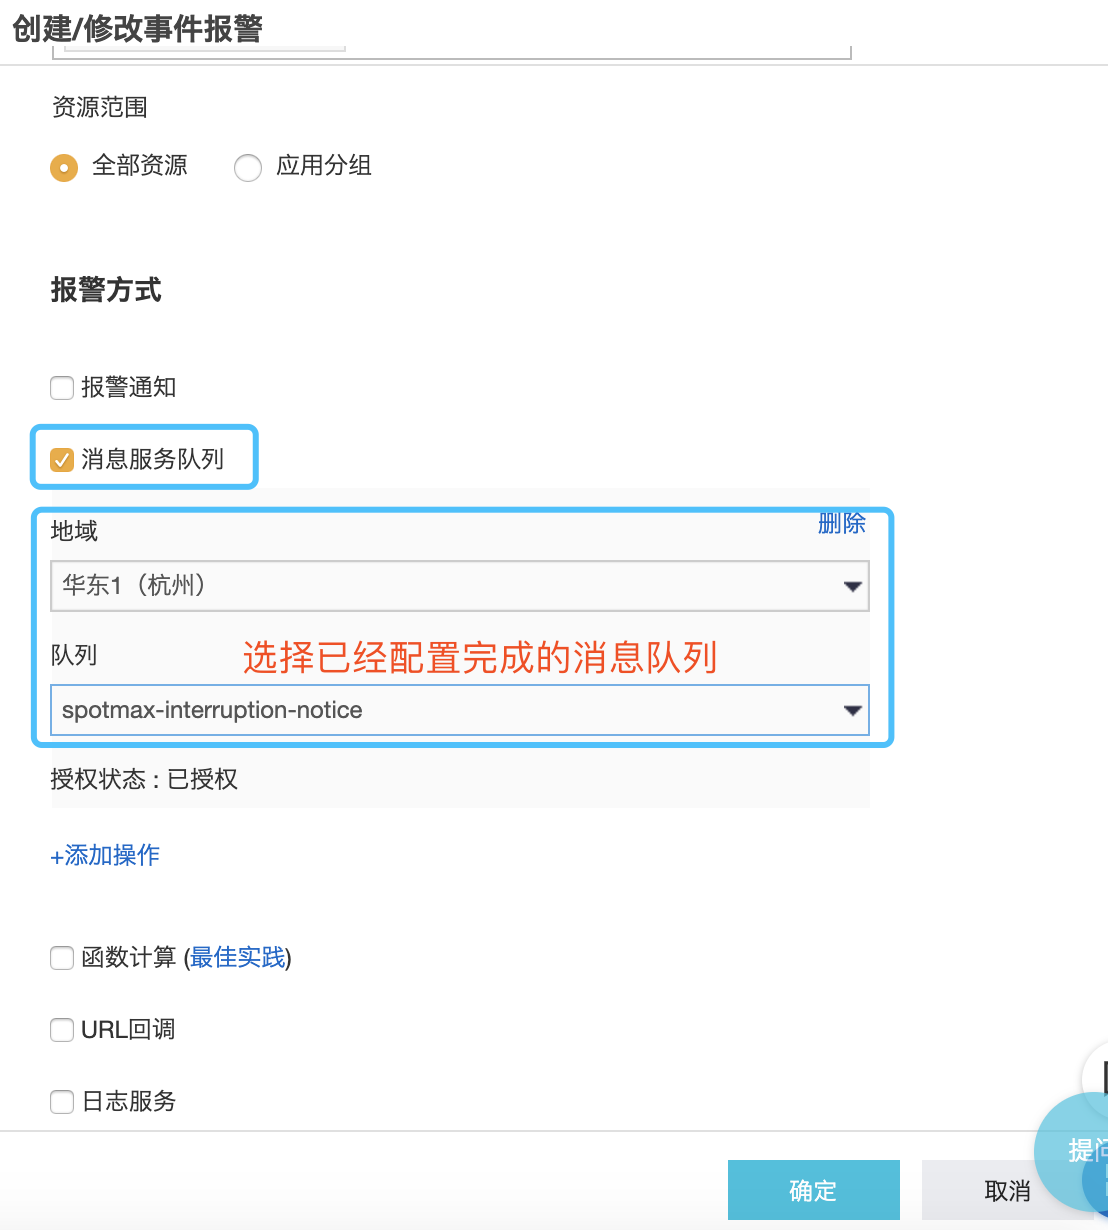 创建/修改事件报警
资源范围
全部资源
应用分组
报警方式
报警通知
消息服务队列
地域
删除
华东1（杭州）
队列
选择已经配置完成的消息队列
spotmax-interruption-notice
授权状态 : 已授权
+添加操作
函数计算 (最佳实践)
URL回调
日志服务
提问
确定
取消